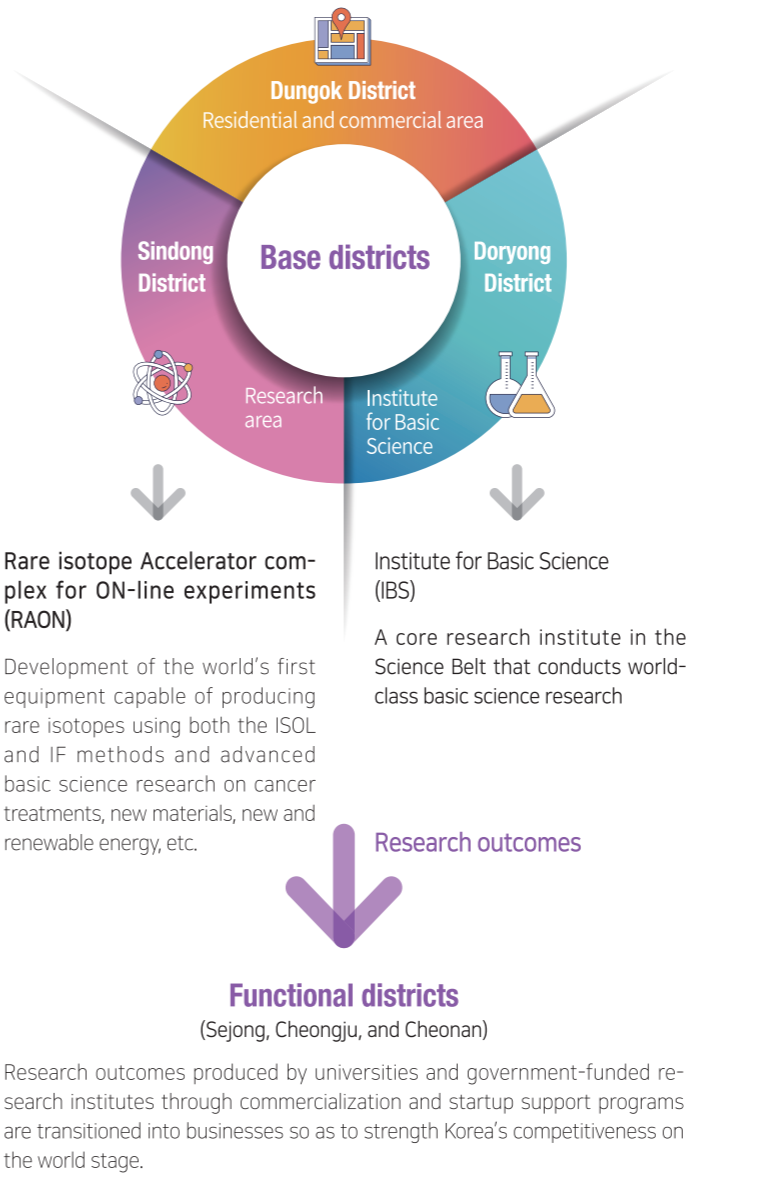 Dungok District
Residential and commercial area
Base districts
Sindong
District
Research
area
Doryong
District
Institute
for Basic
Science
Rare isotope Accelerator com-
plex for ON-line experiments
(RAON)
Development of the world's first
equipment capable of producing
rare isotopes using both the ISOL
and IF methods and advanced
basic science research on cancer
treatments, new materials, new and
renewable energy, etc.
Institute for Basic Science
(IBS)
A core research institute in the
Science Belt that conducts world-
class basic science research
Research outcomes
Functional districts
(Sejong, Cheongju, and Cheonan)
Research outcomes produced by universities and government-funded re-
search institutes through commercialization and startup support programs
are transitioned into businesses so as to strength Korea's competitiveness on
the world stage.